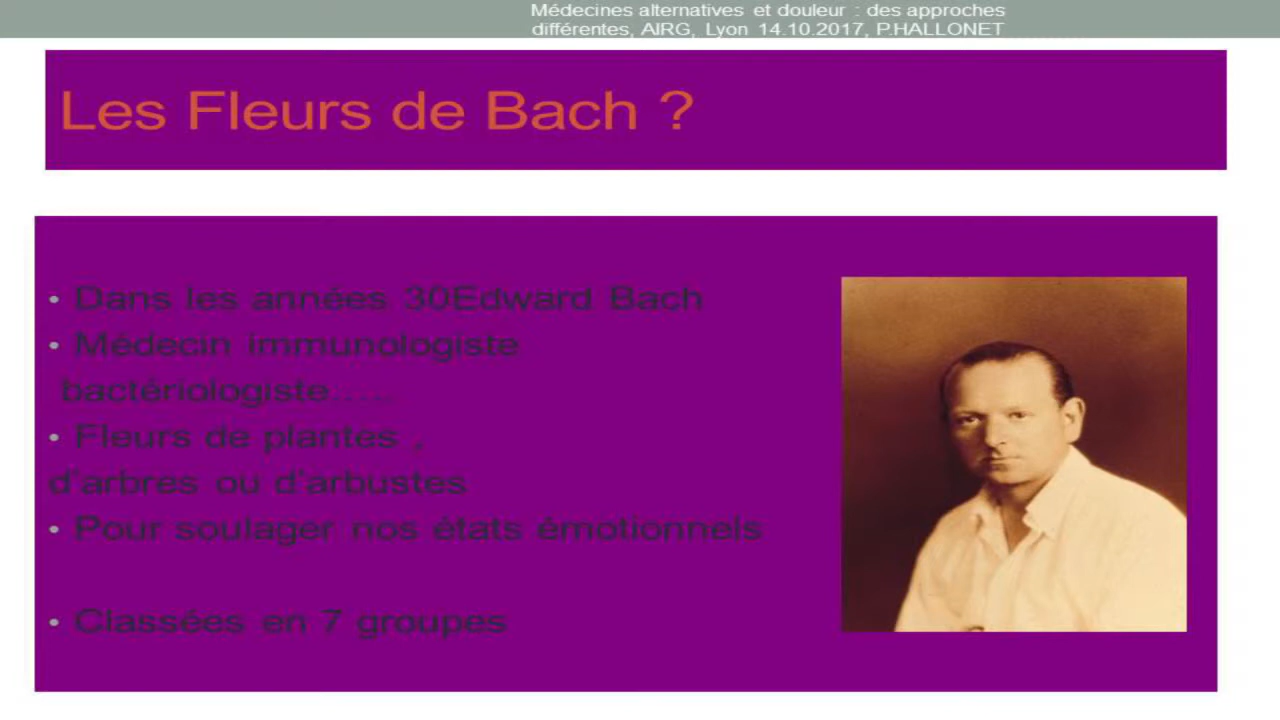 Médecines alternatives et douleur : des approches
différentes, AIRG, Lyon 14.10.2017, P.HALLONET
Les Fleurs de Bach ?
• Dans les années 30Edward Bach
• Médecin immunologiste
bactériologiste…..
• Fleurs de plantes ,
d'arbres ou d'arbustes
• Pour soulager nos états émotionnels
• Classées en 7 groupes